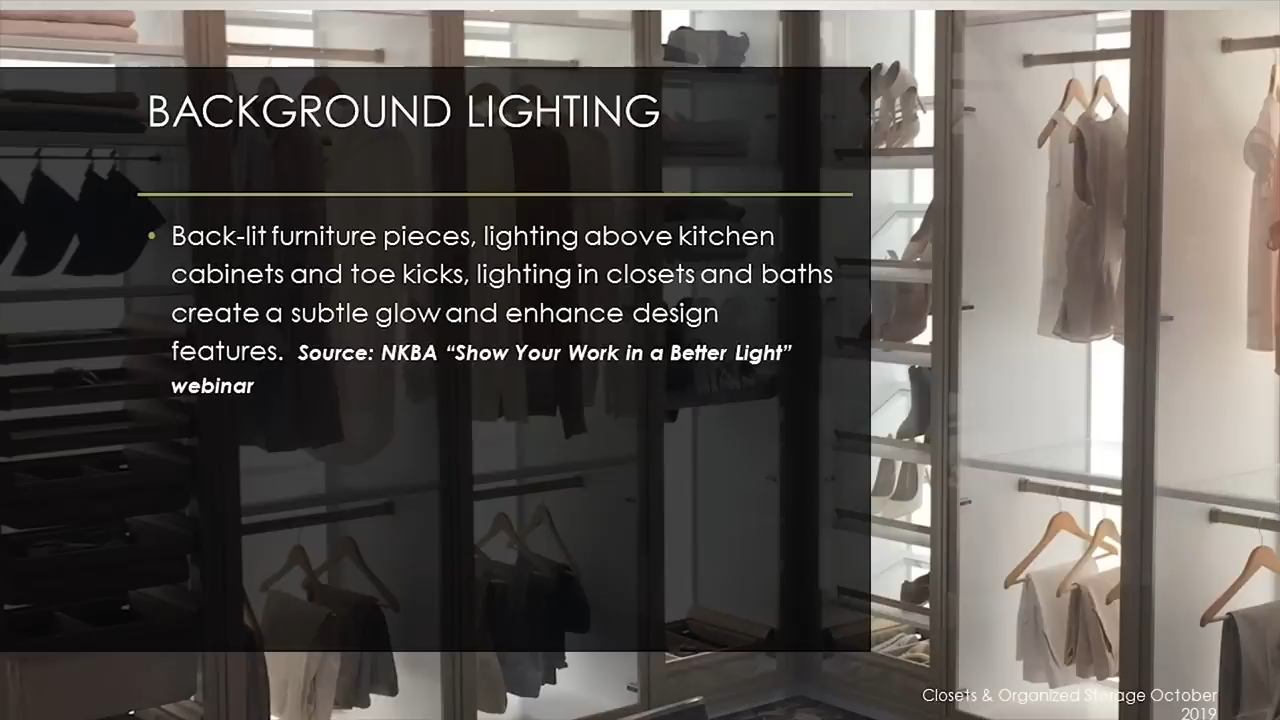 BACKGROUND LIGHTING
• Back-lit furniture pieces, lighting above kitchen
cabinets and toe kicks, lighting in closets and baths
create a subtle glow and enhance design
features. Source: NKBA “Show Your Work in a Better Light”
webinar
Closets & Organized Storage October
2019